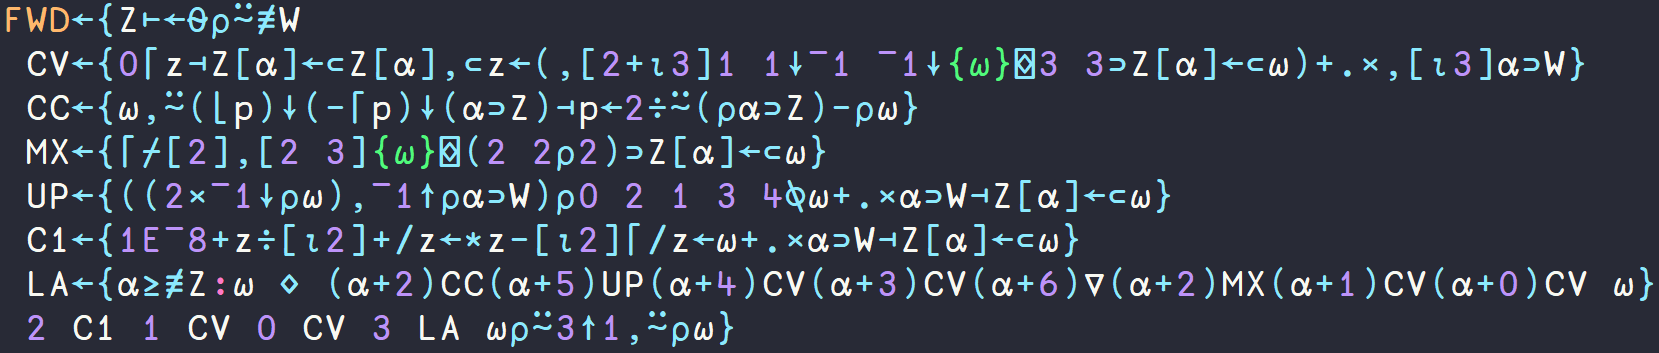 FWD←{Z⊢←⍬⍴⍨≢W
CV←{0⌈z⊣Z[⍺]←⊂Z[⍺],⊂z←(,[2+⍳3]1 1↓¯1 ¯1↓{⍵}⌺3 3⊃Z[⍺]←⊂⍵)+.×,[⍳3]⍺⊃W}
CC←{⍵,⍨(⌊p)↓(-⌈p)↓(⍺⊃Z)⊣p←2÷⍨(⍴⍺⊃Z)-⍴⍵}
MX←{⌈⌿[2],[2 3]{⍵}⌺(2 2⍴2)⊃Z[⍺]←⊂⍵}
UP←{((2×¯1↓⍴⍵),¯1↑⍴⍺⊃W)⍴0 2 1 3 4⍉⍵+.×⍺⊃W⊣Z[⍺]←⊂⍵}
C1←{1E¯8+z÷[⍳2]+/z←*z-[⍳2]⌈/z←⍵+.×⍺⊃W⊣Z[⍺]←⊂⍵}
LA←{⍺≥≢Z:⍵ ⋄ (⍺+2)CC(⍺+5)UP(⍺+4)CV(⍺+3)CV(⍺+6)∇(⍺+2)MX(⍺+1)CV(⍺+0)CV ⍵}
2 C1 1 CV 0 CV 3 LA ⍵⍴⍨3↑1,⍨⍴⍵}